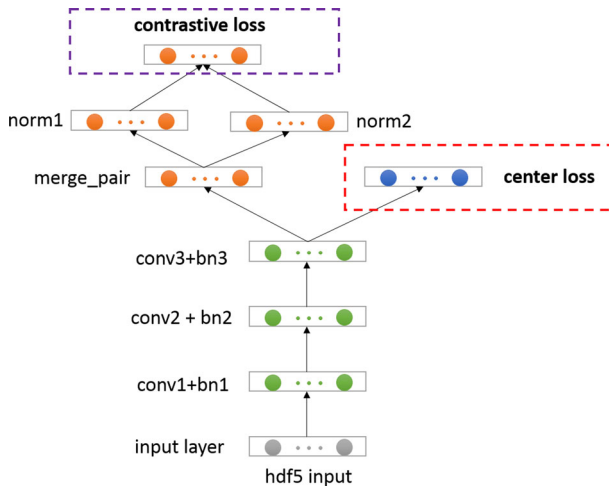 contrastive loss
norm1
norm2
merge_pair
center loss
conv3+bn3
conv2 + bn2
conv1+bn1
input layer
hdf5 input